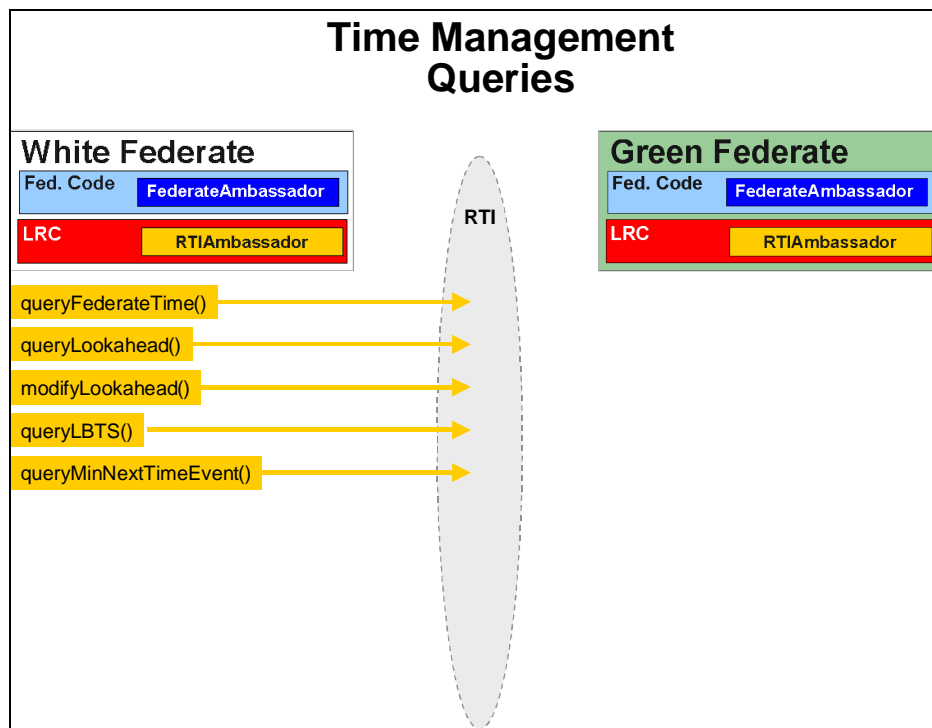 Time Management
Queries
White Federate
Fed. Code
FederateAmbassador
LRC
RTIAmbassador
RTI
Green Federate
Fed. Code
FederateAmbassador
LRC
RTIAmbassador
queryFederateTime()
queryLookahead()
modifyLookahead()
queryLBTS()
queryMinNextTimeEvent()